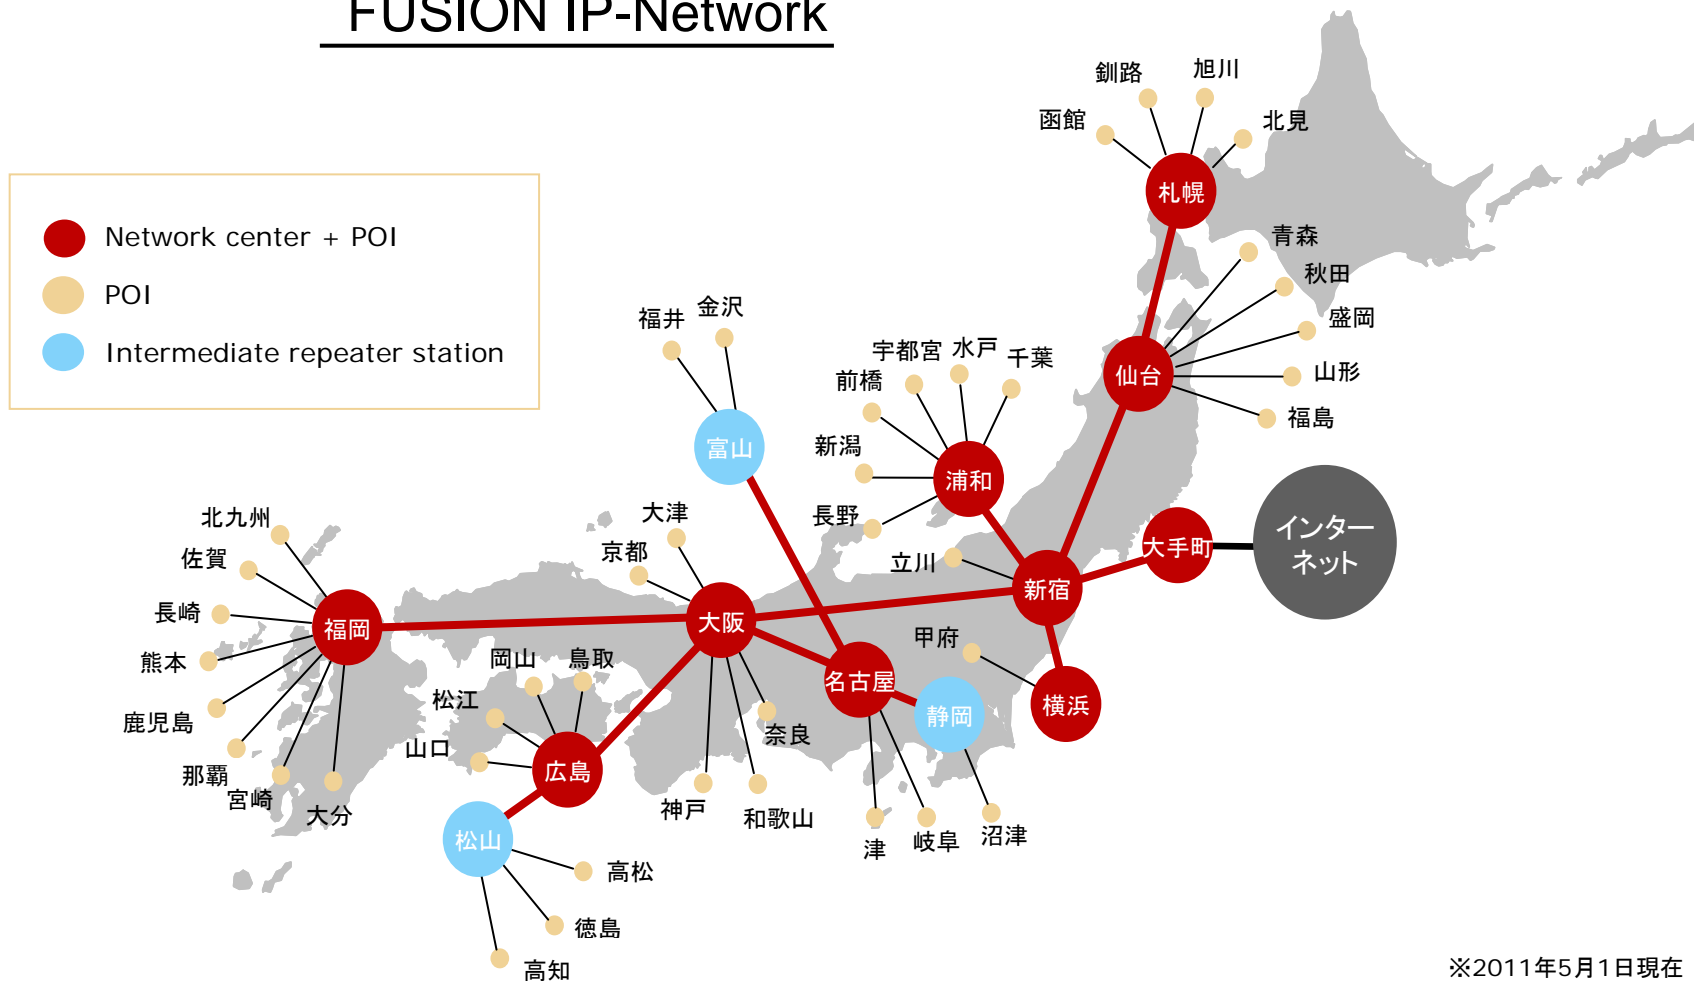 FUSION IP-Network
Network center + POI
POI
Intermediate repeater station
釧路
旭川
函館
北見
札幌
青森
秋田
盛岡
山形
福島
仙台
金沢
福井
富山
宇都宮
水戸
千葉
前橋
新潟
浦和
長野
立川
新宿
大手町
インター
ネット
甲府
横浜
大津
京都
大阪
北九州
佐賀
長崎
福岡
熊本
鹿児島
那覇
宮崎
大分
岡山
鳥取
松江
山口
広島
松山
高松
徳島
高知
奈良
神戸
和歌山
名古屋
静岡
津
岐阜
沼津
※2011年5月1日現在